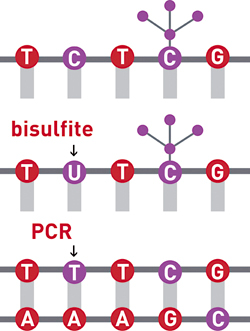 T C T C G
bisulfite
T U T C G
PCR
T T T C G
A A A G C